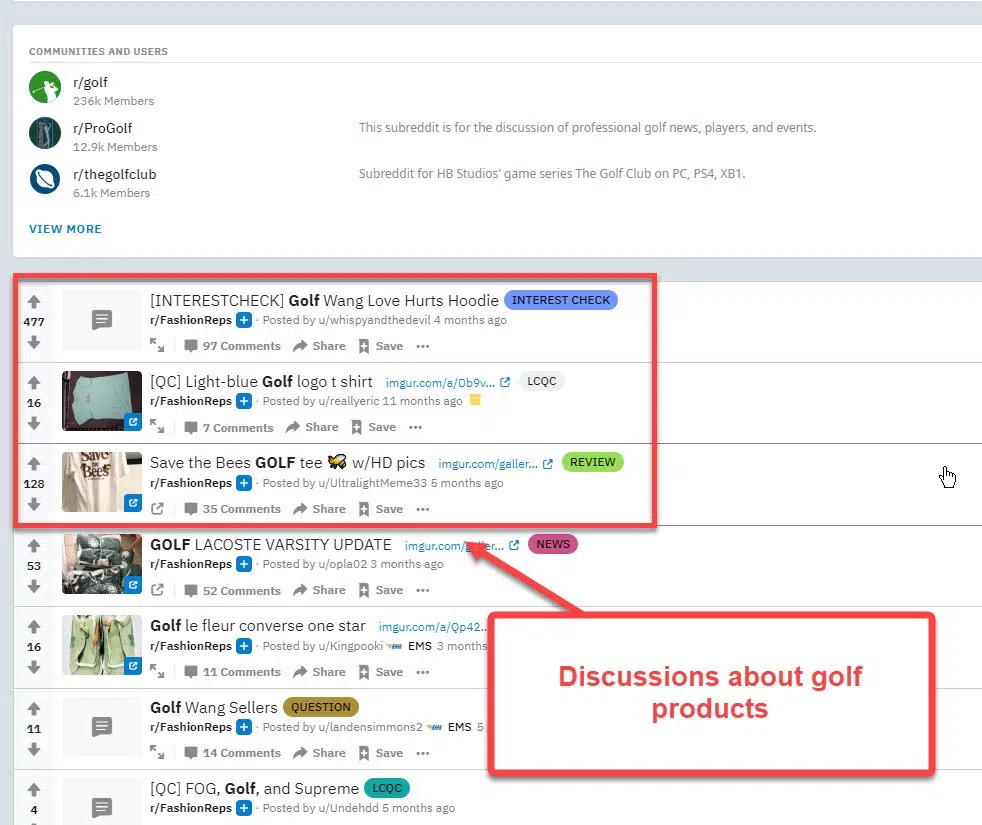 COMMUNITIES AND USERS
r/golf
236k Members
r/ProGolf
12.9k Members
This subreddit is for the discussion of professional golf news, players, and events.
r/thegolfclub
6.1k Members
Subreddit for HB Studios' game series The Golf Club on PC, PS4, XB1.
VIEW MORE
477
[INTERESTCHECK] Golf Wang Love Hurts Hoodie INTEREST CHECK
r/FashionReps + · Posted by u/whispyandthedevil 4 months ago
97 Comments Share Save ...
16
[QC] Light-blue Golf logo t shirt imgur.com/a/Db9v... LCQC
r/FashionReps + · Posted by u/reallyeric 11 months ago
7 Comments Share Save ...
128
Save the Bees GOLF tee 🐝 w/HD pics imgur.com/galler... REVIEW
r/FashionReps + · Posted by u/UltralightMeme33 5 months ago
35 Comments Share Save ...
53
GOLF LACOSTE VARSITY UPDATE imgur.com/galler... NEWS
r/FashionReps + · Posted by u/opla02 3 months ago
52 Comments Share Save ...
16
Golf le fleur converse one star imgur.com/a/Qp42..
r/FashionReps + · Posted by u/Kingpooki EMS 3 months
11 Comments Share Save ...
11
Golf Wang Sellers QUESTION
r/FashionReps + · Posted by u/landensimmons2 EMS 5
14 Comments Share Save ...
4
[QC] FOG, Golf, and Supreme LCQC
r/FashionReps + · Posted by u/Undehdd 5 months ago
Discussions about golf
products